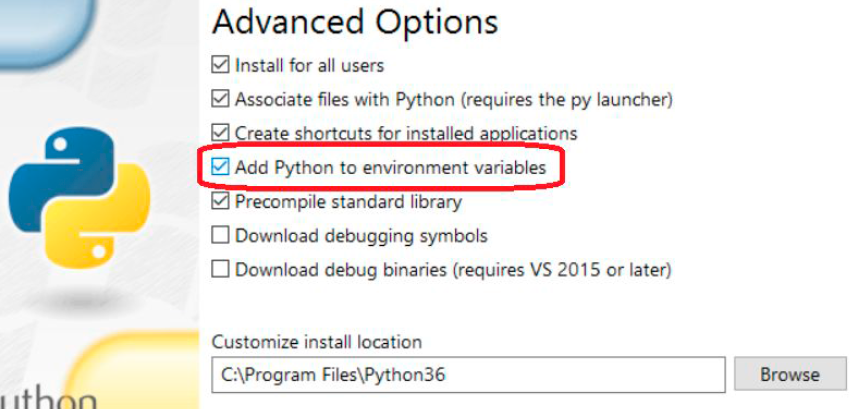 Advanced Options
Install for all users
Associate files with Python (requires the py launcher)
Create shortcuts for installed applications
Add Python to environment variables
Precompile standard library
Download debugging symbols
Download debug binaries (requires VS 2015 or later)
Customize install location
C:\Program Files\Python36
Browse
ython